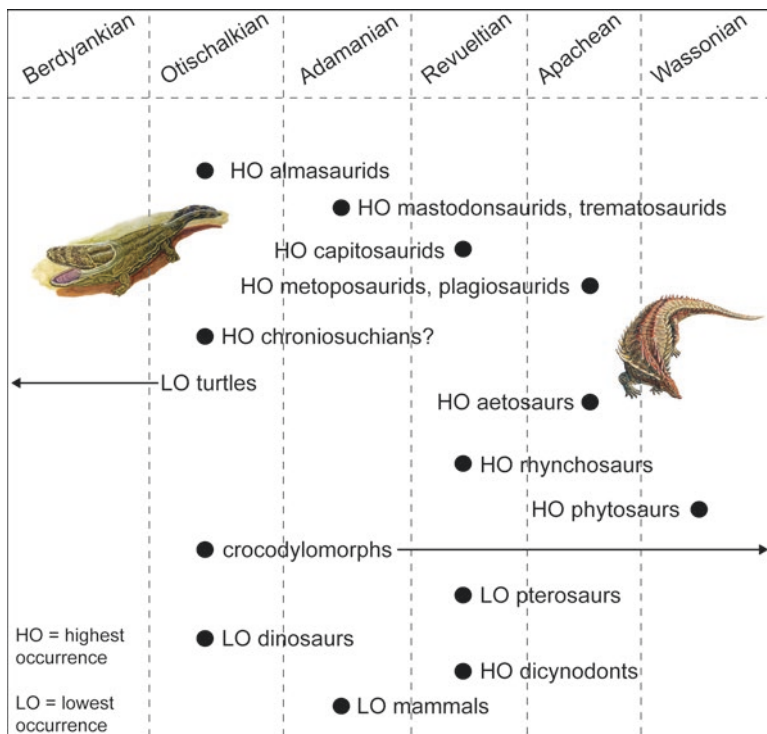 Berdyankian
Otischalkian
Adamanian
Revueltian
Apachean
Wassonian
HO almasaurids
HO mastodonsaurids, trematosaurids
HO capitosaurids
HO metoposaurids, plagiosaurids
HO chroniosuchians?
LO turtles
HO aetosaurs
HO rhynchosaurs
HO phytosaurs
crocodylomorphs
LO pterosaurs
LO dinosaurs
HO dicynodonts
LO mammals
HO = highest
occurrence
LO = lowest
occurrence